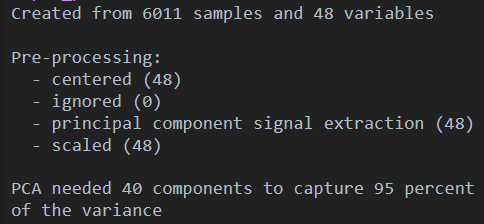 Created from 6011 samples and 48 variables
Pre-processing:
- centered (48)
- ignored (0)
- principal component signal extraction (48)
- scaled (48)
PCA needed 40 components to capture 95 percent
of the variance